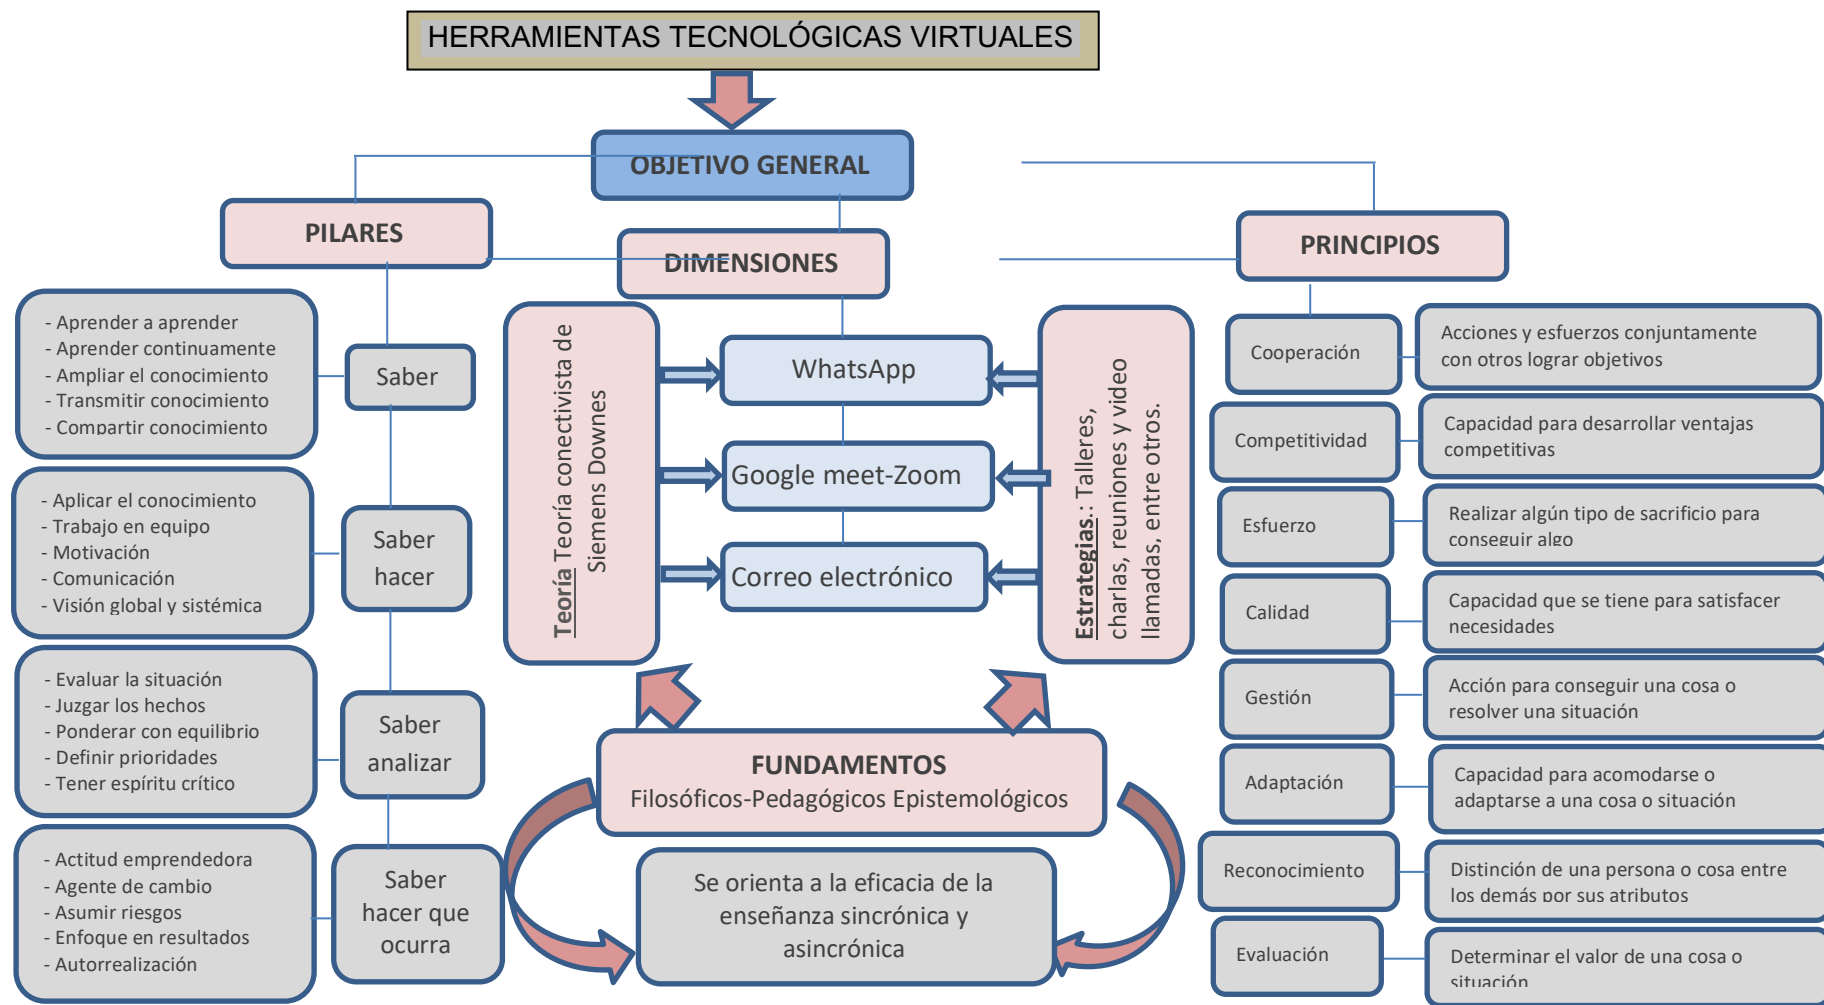 HERRAMIENTAS TECNOLÓGICAS VIRTUALES
OBJETIVO GENERAL
PILARES
DIMENSIONES
PRINCIPIOS
- Aprender a aprender
- Aprender continuamente
- Ampliar el conocimiento
- Transmitir conocimiento
- Compartir conocimiento
Saber
- Aplicar el conocimiento
- Trabajo en equipo
- Motivación
- Comunicación
- Visión global y sistémica
Saber
hacer
- Evaluar la situación
- Juzgar los hechos
- Ponderar con equilibrio
- Definir prioridades
- Tener espíritu crítico
Saber
analizar
- Actitud emprendedora
- Agente de cambio
- Asumir riesgos
- Enfoque en resultados
- Autorrealización
Saber
hacer que
ocurra
Teoría Teoría conectivista de
Siemens Downes
WhatsApp
Google meet-Zoom
Correo electrónico
Estrategias.: Talleres,
charlas, reuniones y video
llamadas, entre otros.
FUNDAMENTOS
Filosóficos-Pedagógicos Epistemológicos
Se orienta a la eficacia de la
enseñanza sincrónica y
asincrónica
Cooperación
Acciones y esfuerzos conjuntamente
con otros lograr objetivos
Competitividad
Capacidad para desarrollar ventajas
competitivas
Esfuerzo
Realizar algún tipo de sacrificio para
conseguir algo
Calidad
Capacidad que se tiene para satisfacer
necesidades
Gestión
Acción para conseguir una cosa o
resolver una situación
Adaptación
Capacidad para acomodarse o
adaptarse a una cosa o situación
Reconocimiento
Distinción de una persona o cosa entre
los demás por sus atributos
Evaluación
Determinar el valor de una cosa o
situación